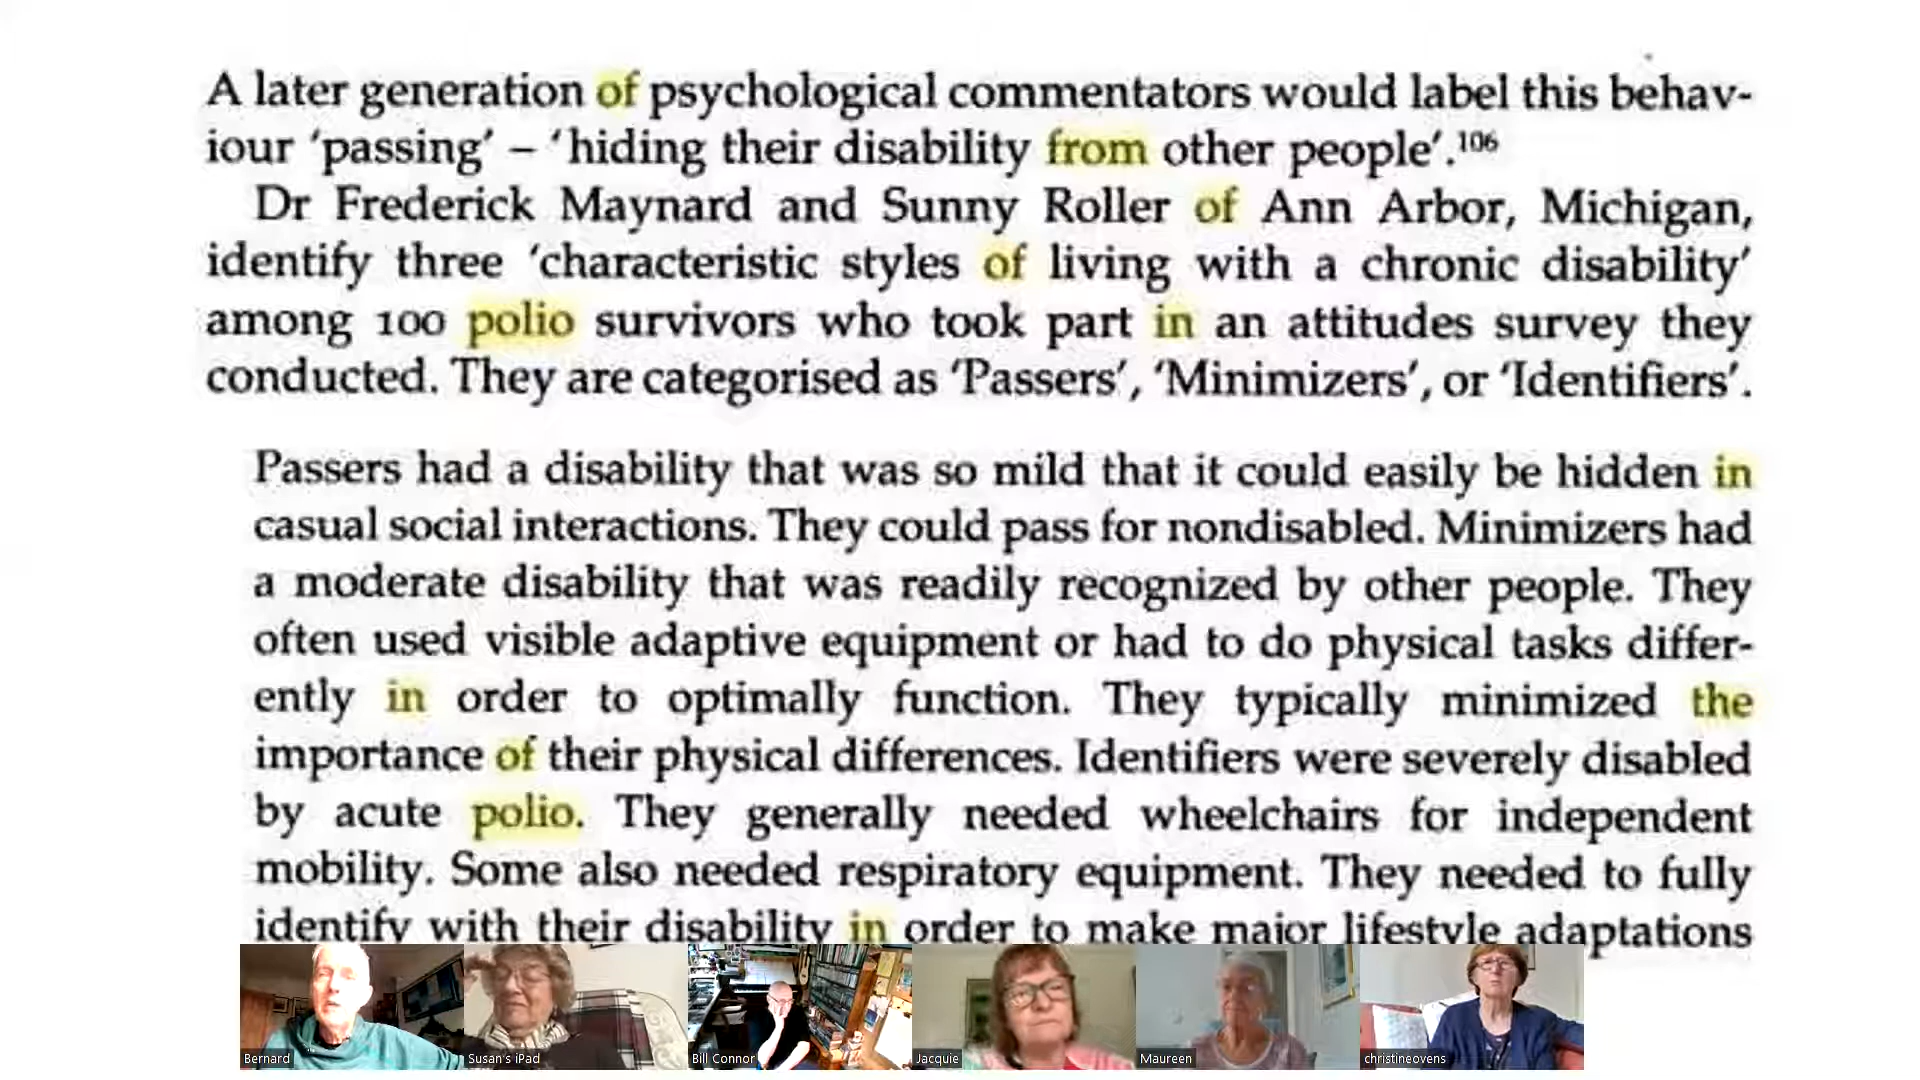 A later generation of psychological commentators would label this behav-
iour 'passing' – 'hiding their disability from other people'.¹⁰⁶
Dr Frederick Maynard and Sunny Roller of Ann Arbor, Michigan,
identify three 'characteristic styles of living with a chronic disability'
among 100 polio survivors who took part in an attitudes survey they
conducted. They are categorised as 'Passers', 'Minimizers', or 'Identifiers'.
Passers had a disability that was so mild that it could easily be hidden in
casual social interactions. They could pass for nondisabled. Minimizers had
a moderate disability that was readily recognized by other people. They
often used visible adaptive equipment or had to do physical tasks differ-
ently in order to optimally function. They typically minimized the
importance of their physical differences. Identifiers were severely disabled
by acute polio. They generally needed wheelchairs for independent
mobility. Some also needed respiratory equipment. They needed to fully
identify with their disability in order to make major lifestyle adaptations
Bernard
Susan's iPad
Bill Connor
Jacquie
Maureen
christineovens